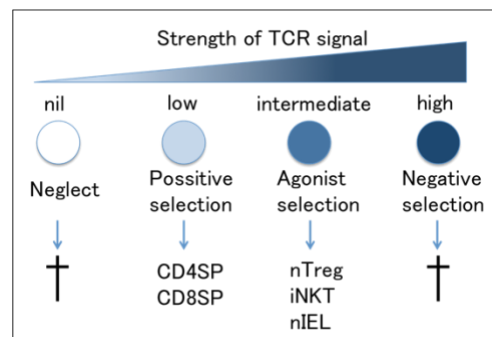 Strength of TCR signal
nil low intermediate high
Neglect
Possitive selection
Agonist selection
Negative selection
†
CD4SP
CD8SP
nTreg
iNKT
nIEL
†